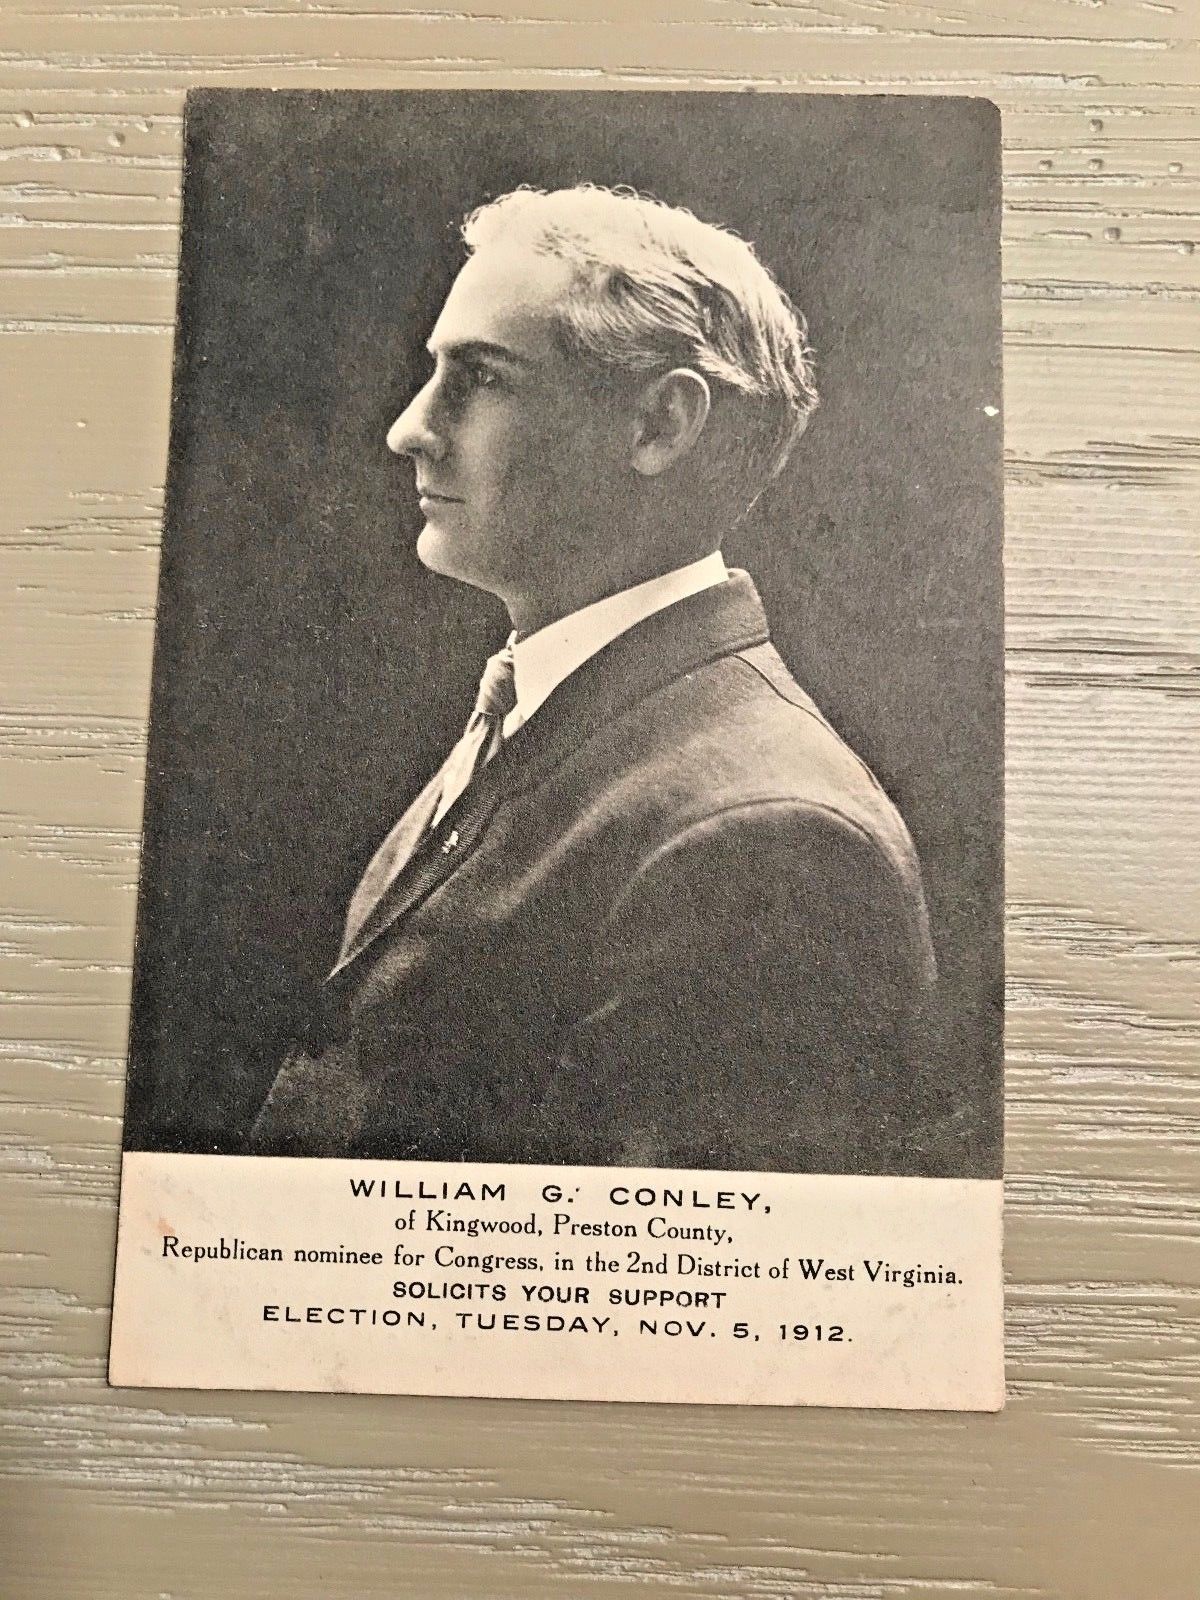 WILLIAM G. CONLEY,
of Kingwood, Preston County,
Republican nominee for Congress, in the 2nd District of West Virginia.
SOLICITS YOUR SUPPORT
ELECTION, TUESDAY, NOV. 5, 1912.